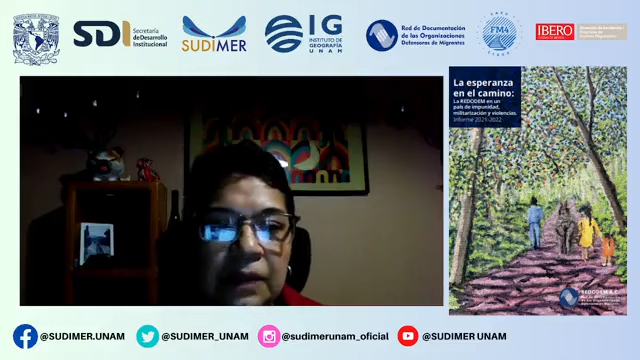 SDI
Secretaría
de Desarrollo
Institucional
SUDIMER
IG
INSTITUTO DE
GEOGRAFÍA
UNAM
Red de Documentación
de las Organizaciones
Defensoras de Migrantes
FM4
IBERO
La esperanza
en el camino:
La REDODEM en un
país de impunidad,
militarización y violencias.
Informe 2021-2022
REDODEM A.C.
@SUDIMER.UNAM
@SUDIMER_UNAM
@sudimerunam_oficial
@SUDIMER UNAM